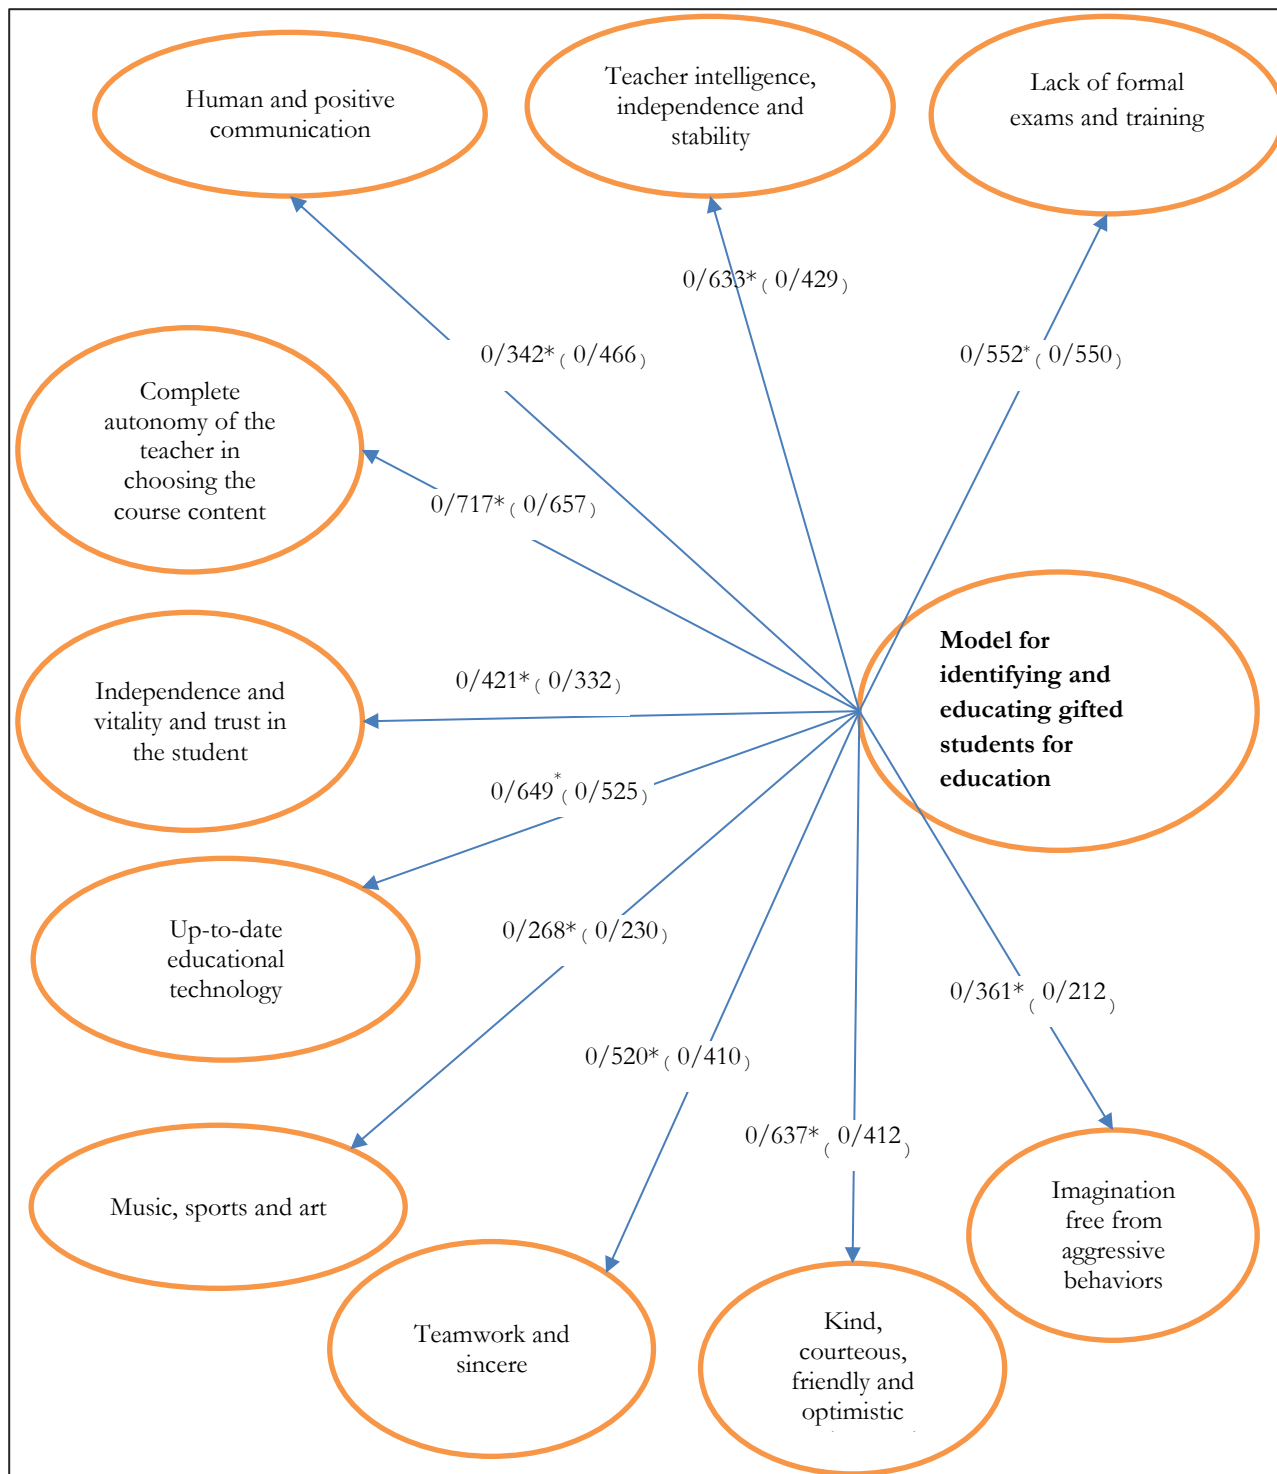 Human and positive
communication
Teacher intelligence,
independence and
stability
Lack of formal
exams and training
0/633* ( 0/429)
0/342* ( 0/466)
0/552* ( 0/550)
Complete
autonomy of the
teacher in
choosing the
course content
0/717* ( 0/657)
Model for
identifying and
educating gifted
students for
education
Independence and
vitality and trust in
the student
0/421* ( 0/332)
0/649* ( 0/525)
Up-to-date
educational
technology
0/268* ( 0/230)
0/361* ( 0/212)
0/520* ( 0/410)
0/637* ( 0/412)
Music, sports and art
Imagination
free from
aggressive
behaviors
Teamwork and
sincere
Kind,
courteous,
friendly and
optimistic